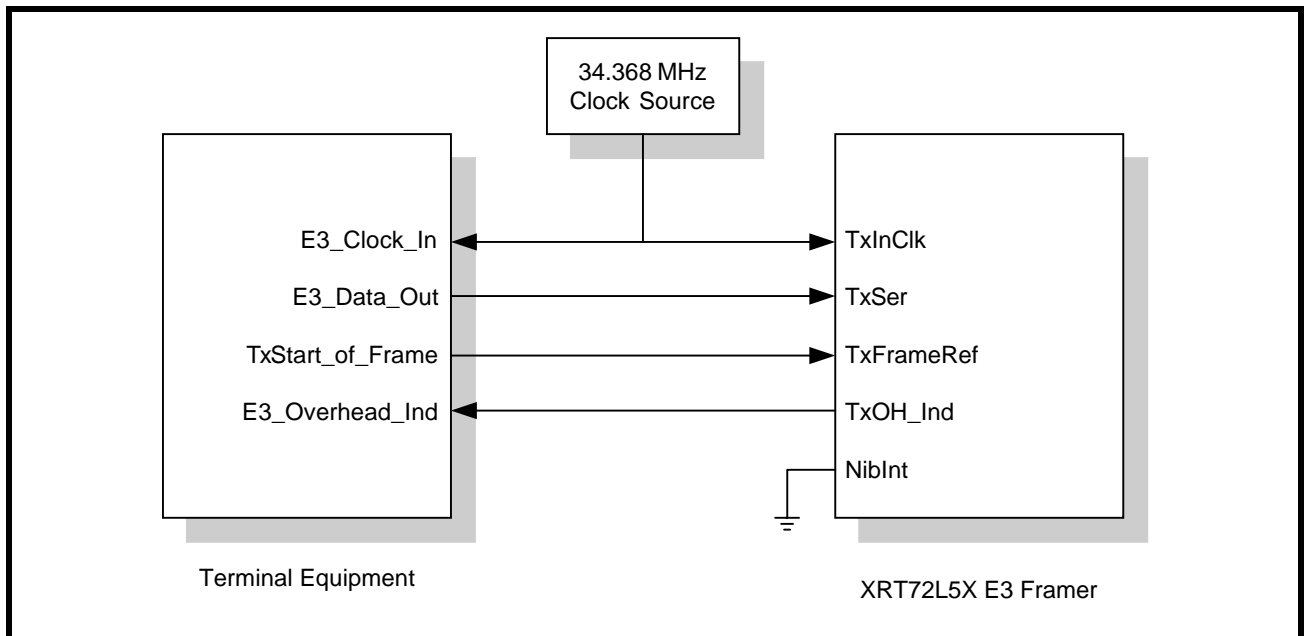 34.368 MHz
Clock Source
E3_Clock_In
TxInClk
E3_Data_Out
TxSer
TxStart_of_Frame
TxFrameRef
E3_Overhead_Ind
TxOH_Ind
NibInt
Terminal Equipment
XRT72L5X E3 Framer